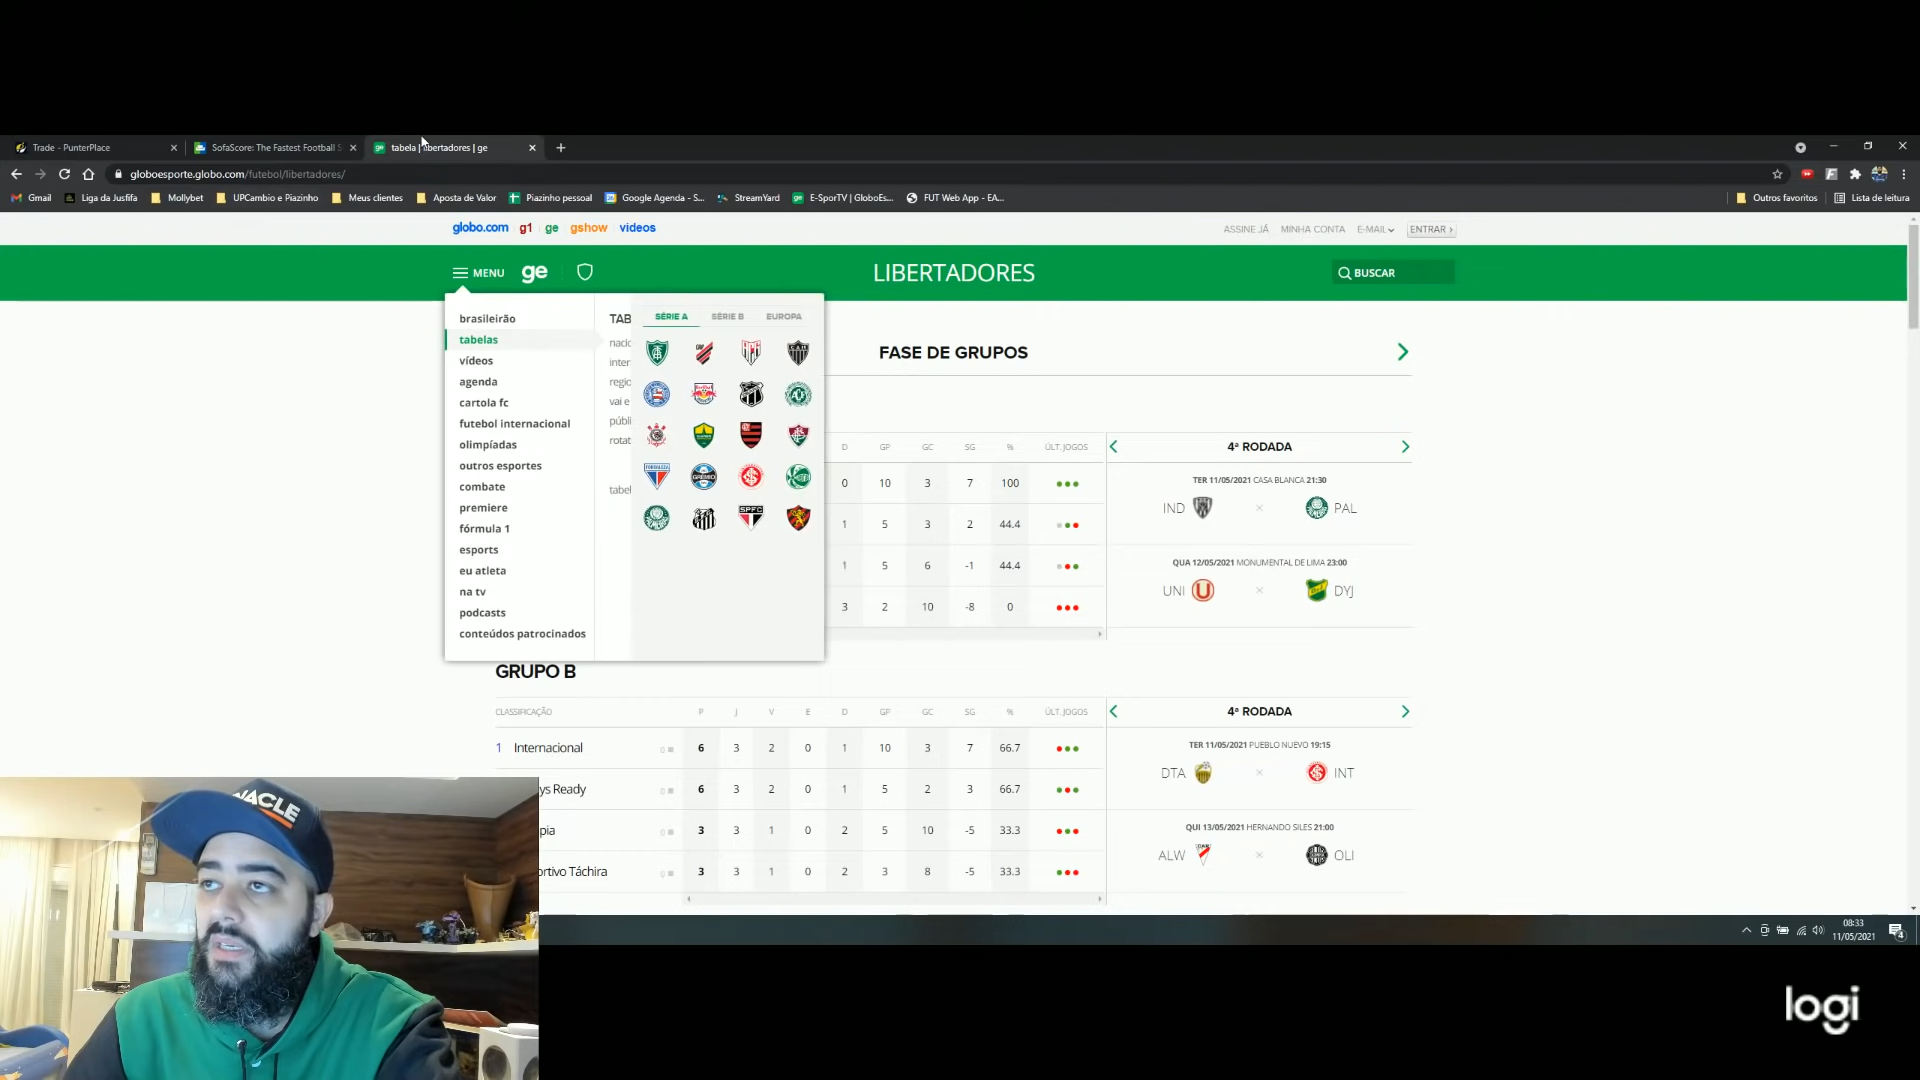 Trade - PunterPlace
SofaScore: The Fastest Football S
tabela | libertadores | ge
globoesporte.globo.com/futebol/libertadores/
Gmail Liga da Jusfifa Mollybet UPCambio e Piazinho Meus clientes Aposta de Valor Piazinho pessoal Google Agenda - S... StreamYard E-SporTV | GloboEs... FUT Web App - EA... Outros favoritos Lista de leitura
globo.com g1 ge gshow videos ASSINE JÁ MINHA CONTA E-MAIL ENTRAR ›
MENU ge LIBERTADORES BUSCAR
brasileirão
tabelas
vídeos
agenda
cartola fc
futebol internacional
olimpíadas
outros esportes
combate
premiere
fórmula 1
esports
eu atleta
na tv
podcasts
conteúdos patrocinados
TAB
nacio
inter
regio
vai e
públi
rotat
tabel
SÉRIE A SÉRIE B EUROPA
FASE DE GRUPOS
D GP GC SG % ÚLT. JOGOS
0 10 3 7 100
1 5 3 2 44.4
1 5 6 -1 44.4
3 2 10 -8 0
4ª RODADA
TER 11/05/2021 CASA BLANCA 21:30
IND × PAL
QUA 12/05/2021 MONUMENTAL DE LIMA 23:00
UNI × DYJ
GRUPO B
CLASSIFICAÇÃO P J V E D GP GC SG % ÚLT. JOGOS
1 Internacional 6 3 2 0 1 10 3 7 66.7
ys Ready 6 3 2 0 1 5 2 3 66.7
pia 3 3 1 0 2 5 10 -5 33.3
ortivo Táchira 3 3 1 0 2 3 8 -5 33.3
4ª RODADA
TER 11/05/2021 PUEBLO NUEVO 19:15
DTA × INT
QUI 13/05/2021 HERNANDO SILES 21:00
ALW × OLI
NACLE
08:33
11/05/2021
4
logi